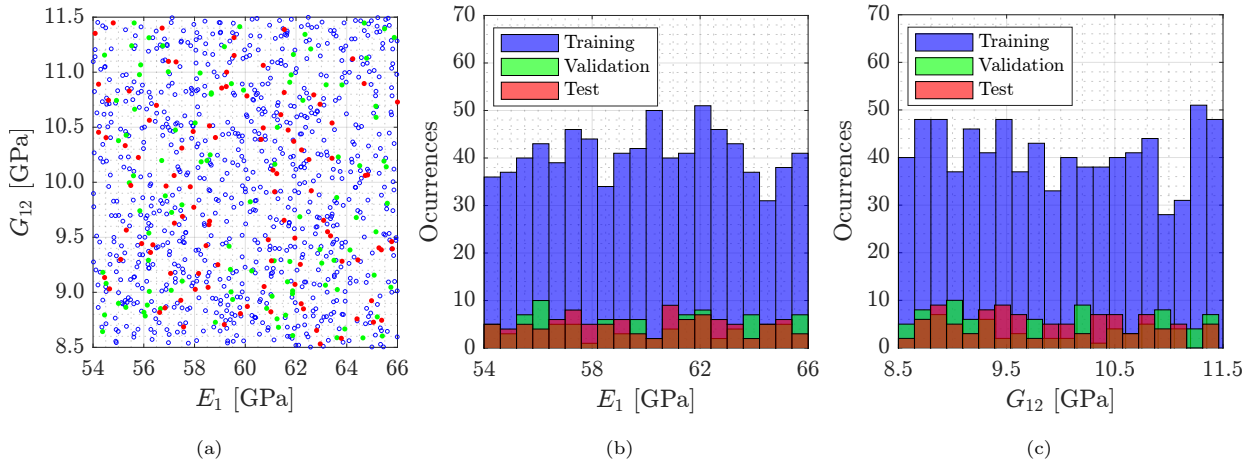 11.5
11.0
10.5
10.0
9.5
9.0
8.5
G12 [GPa]
54 56 58 60 62 64 66
E1 [GPa]
(a)
70
60
50
40
30
20
10
0
Ocurrences
Training
Validation
Test
54 58 62 66
E1 [GPa]
(b)
70
60
50
40
30
20
10
0
Ocurrences
Training
Validation
Test
8.5 9.5 10.5 11.5
G12 [GPa]
(c)